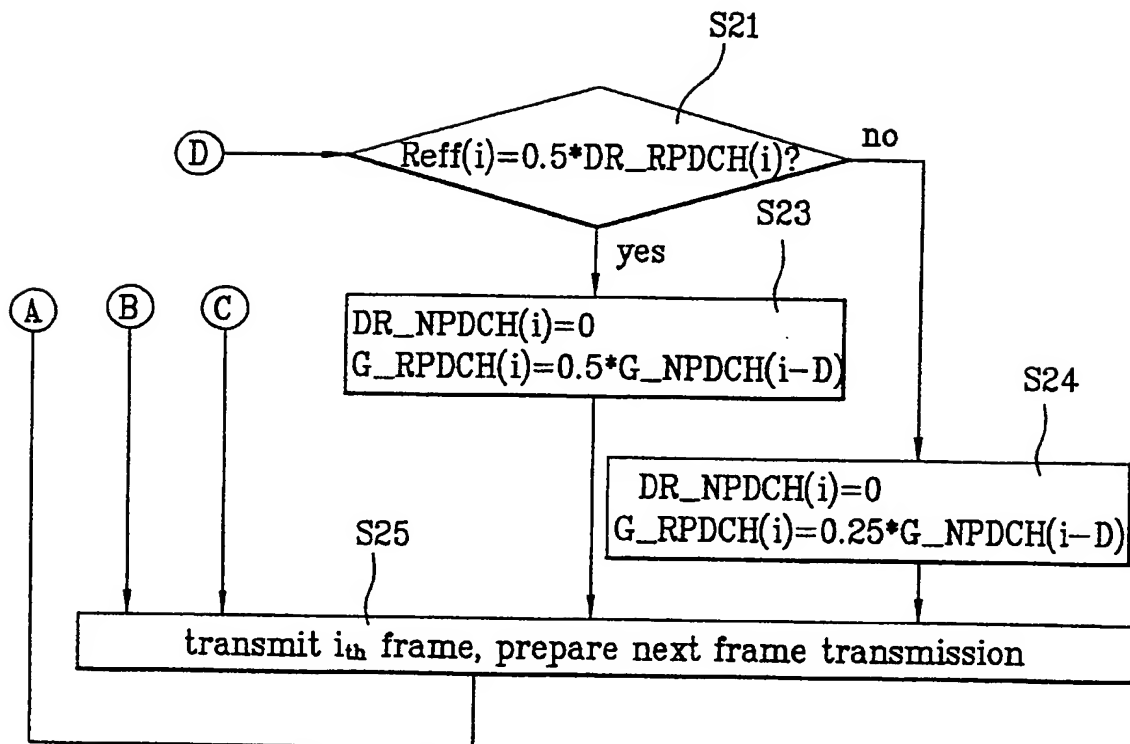 S21
D
Reff(i)=0.5*DR_RPDCH(i)?
no
S23
yes
A
B
C
DR_NPDCH(i)=0
G_RPDCH(i)=0.5*G_NPDCH(i-D)
S24
DR_NPDCH(i)=0
G_RPDCH(i)=0.25*G_NPDCH(i-D)
S25
transmit ith frame, prepare next frame transmission